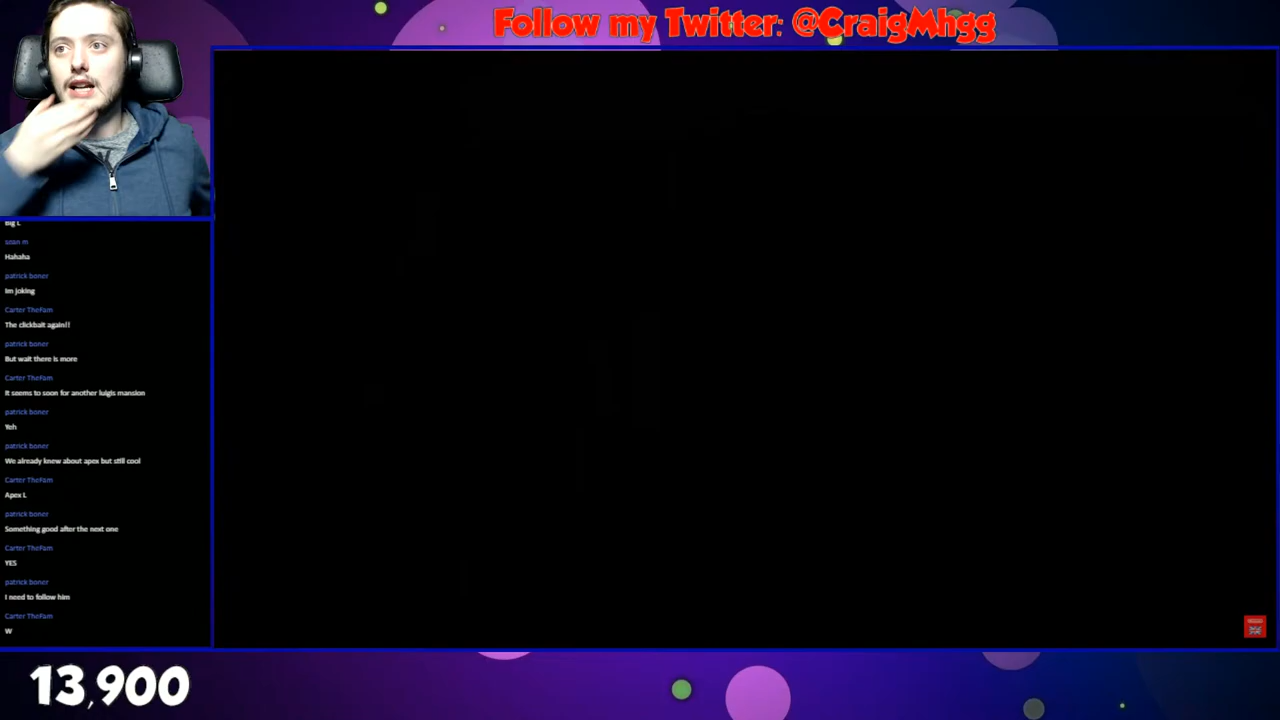 Follow my Twitter: @CraigMhgg
Big L
sean m
Hahaha
patrick boner
Im joking
Carter TheFam
The clickbait again!!
patrick boner
But wait there is more
Carter TheFam
It seems to soon for another luigis mansion
patrick boner
Yeh
patrick boner
We already knew about apex but still cool
Carter TheFam
Apex L
patrick boner
Something good after the next one
Carter TheFam
YES
patrick boner
I need to follow him
Carter TheFam
W
13,900